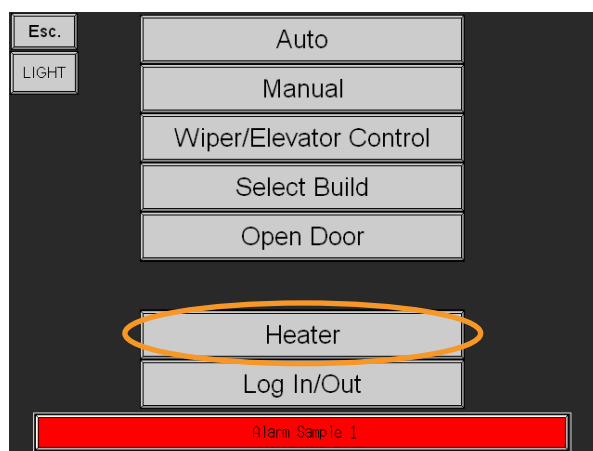 Esc.
LIGHT
Auto
Manual
Wiper/Elevator Control
Select Build
Open Door
Heater
Log In/Out
Alarm Sample 1